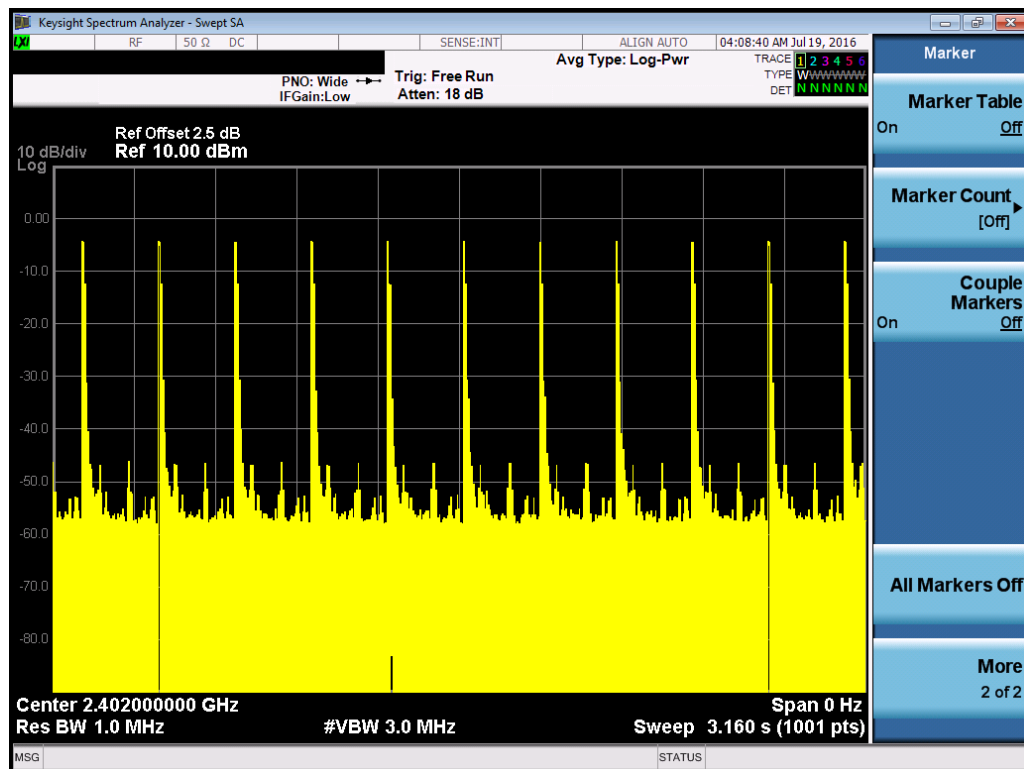 Keysight Spectrum Analyzer - Swept SA
LXI RF 50 Ω DC SENSE:INT ALIGN AUTO 04:08:40 AM Jul 19, 2016
PNO: Wide
IFGain:Low
Trig: Free Run
Atten: 18 dB
Avg Type: Log-Pwr
TRACE 1 2 3 4 5 6
TYPE WWWWWW
DET N N N N N N
Ref Offset 2.5 dB
10 dB/div Ref 10.00 dBm
Log
0.00
-10.0
-20.0
-30.0
-40.0
-50.0
-60.0
-70.0
-80.0
Center 2.402000000 GHz Span 0 Hz
Res BW 1.0 MHz #VBW 3.0 MHz Sweep 3.160 s (1001 pts)
MSG STATUS
Marker
Marker Table
On Off
Marker Count
[Off]
Couple
Markers
On Off
All Markers Off
More
2 of 2